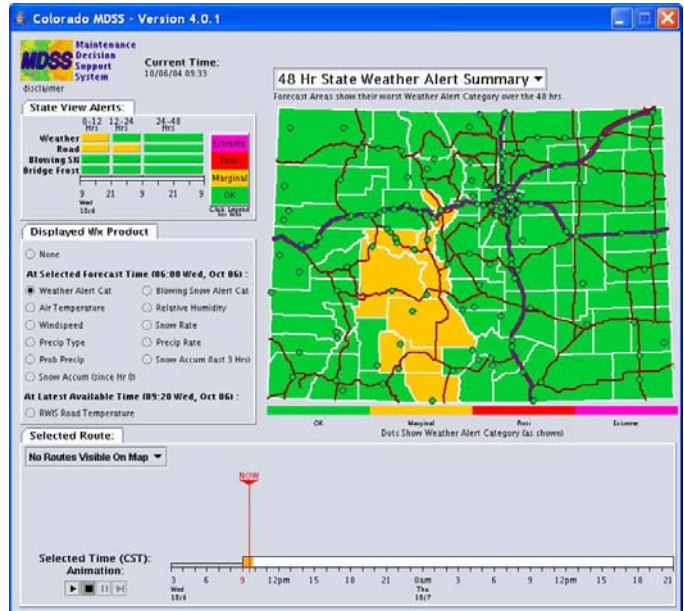 Colorado MDSS - Version 4.0.1
MDSS
Maintenance
Decision
Support
System
disclaimer
Current Time:
10/06/04 09:33
State View Alerts:
0-12 Hrs 12-24 Hrs 24-48 Hrs
Weather
Road
Blowing SN
Bridge Frost
Extreme
Poor
Marginal
OK
9 21 9 21 9
Wed
10/6
Click Legend
for Info
48 Hr State Weather Alert Summary
Forecast Areas show their worst Weather Alert Category over the 48 hrs.
Displayed Wx Product
None
At Selected Forecast Time (06:00 Wed, Oct 06) :
Weather Alert Cat
Blowing Snow Alert Cat
Air Temperature
Relative Humidity
Windspeed
Snow Rate
Precip Type
Precip Rate
Prob Precip
Snow Accum (last 3 Hrs)
Snow Accum (since Hr 0)
At Latest Available Time (09:20 Wed, Oct 06) :
RWIS Road Temperature
OK Marginal Poor Extreme
Dots Show Weather Alert Category (as shown)
Selected Route:
No Routes Visible On Map
NOW
Selected Time (CST):
Animation:
3 6 9 12pm 15 18 21 0am 3 6 9 12pm 15 18 21
Wed
10/6
Thu
10/7